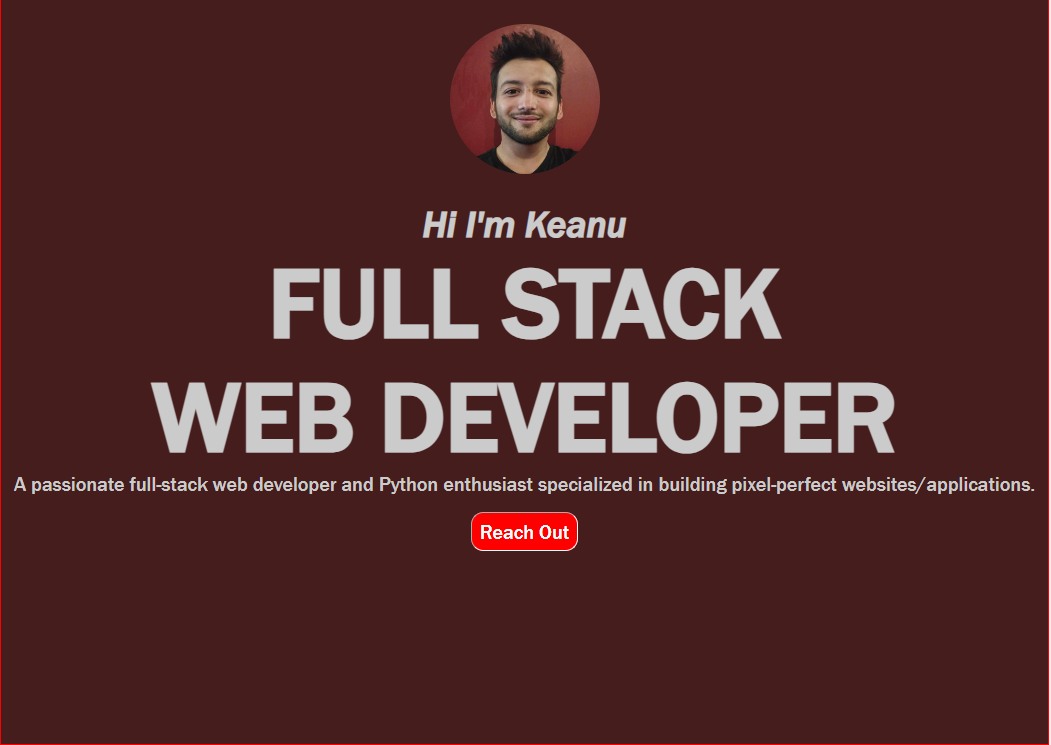 Hi I'm Keanu
FULL STACK
WEB DEVELOPER
A passionate full-stack web developer and Python enthusiast specialized in building pixel-perfect websites/applications.
Reach Out